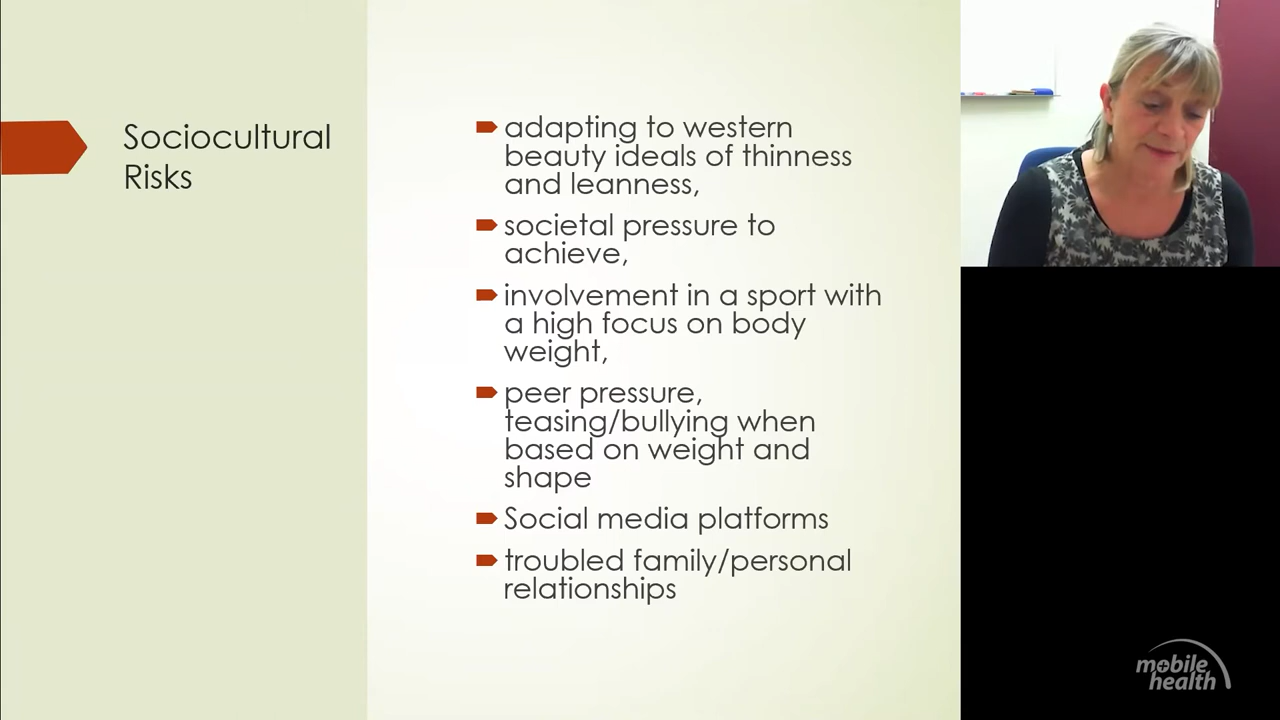 Sociocultural
Risks
adapting to western
beauty ideals of thinness
and leanness,
societal pressure to
achieve,
involvement in a sport with
a high focus on body
weight,
peer pressure,
teasing/bullying when
based on weight and
shape
Social media platforms
troubled family/personal
relationships
mobile
health